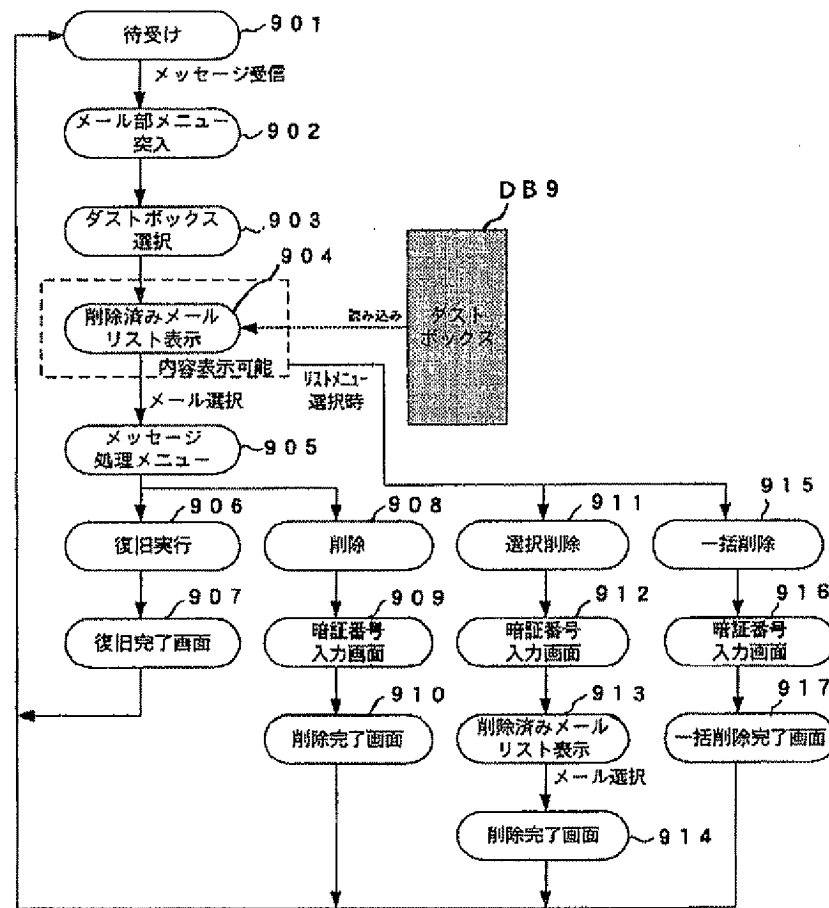 待受け
９０１
メッセージ受信
メール部メニュー
突入
９０２
ダストボックス
選択
９０３
９０４
ＤＢ９
削除済みメール
リスト表示
内容表示可能
読み込み
ダスト
ボックス
リストメニュー
選択時
メール選択
メッセージ
処理メニュー
９０５
９０６
９０８
９１１
９１５
復旧実行
削除
選択削除
一括削除
９０７
９０９
９１２
９１６
復旧完了画面
暗証番号
入力画面
暗証番号
入力画面
暗証番号
入力画面
９１０
９１３
９１７
削除完了画面
削除済みメール
リスト表示
一括削除完了画面
メール選択
削除完了画面
９１４